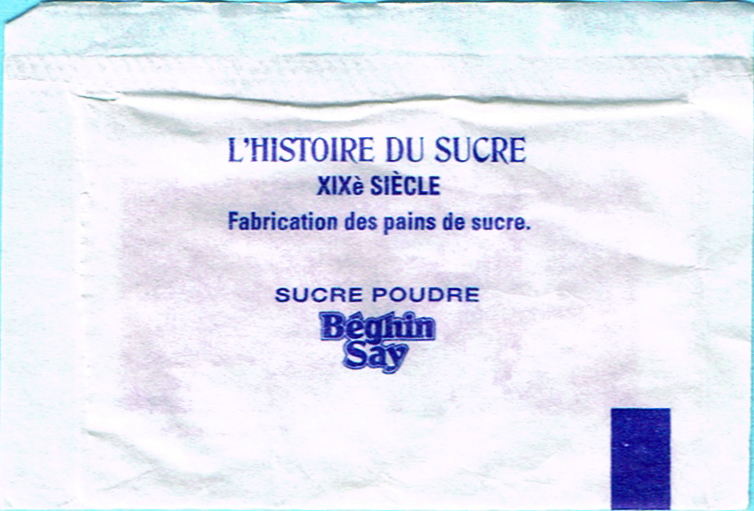 L'HISTOIRE DU SUCRE
XIXè SIÈCLE
Fabrication des pains de sucre.
SUCRE POUDRE
Béghin
Say